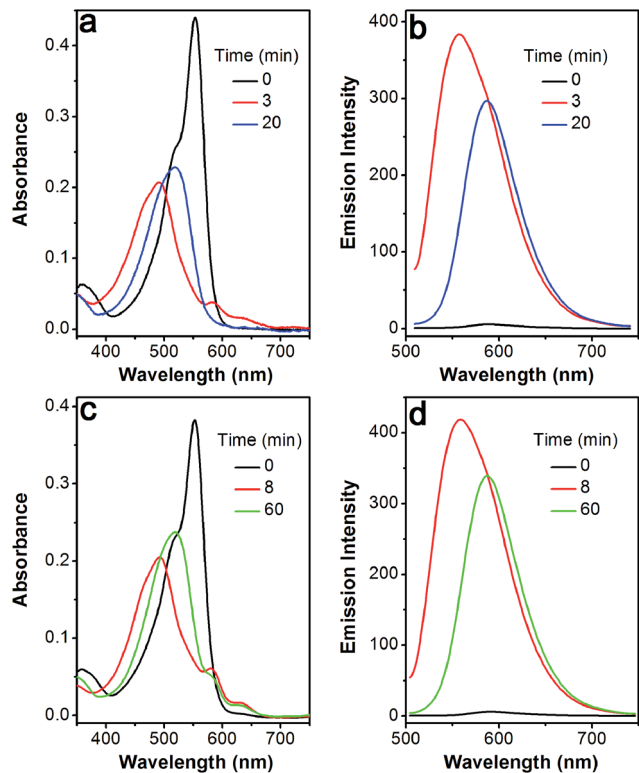 a
Time (min)
0
3
20
0.4
0.3
0.2
0.1
0.0
Absorbance
400
500
600
700
Wavelength (nm)
b
Time (min)
0
3
20
400
300
200
100
0
Emission Intensity
500
600
700
Wavelength (nm)
c
Time (min)
0
8
60
0.4
0.3
0.2
0.1
0.0
Absorbance
400
500
600
700
Wavelength (nm)
d
Time (min)
0
8
60
400
300
200
100
0
Emission Intensity
500
600
700
Wavelength (nm)